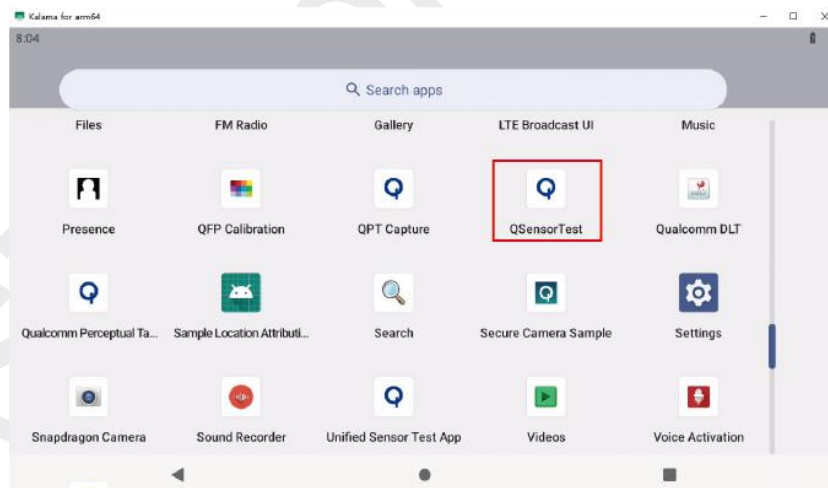 Kalama for arm64
8:04
Search apps
Files FM Radio Gallery LTE Broadcast UI Music
Presence QFP Calibration QPT Capture QSensorTest Qualcomm DLT
Qualcomm Perceptual Ta... Sample Location Attributi... Search Secure Camera Sample Settings
Snapdragon Camera Sound Recorder Unified Sensor Test App Videos Voice Activation